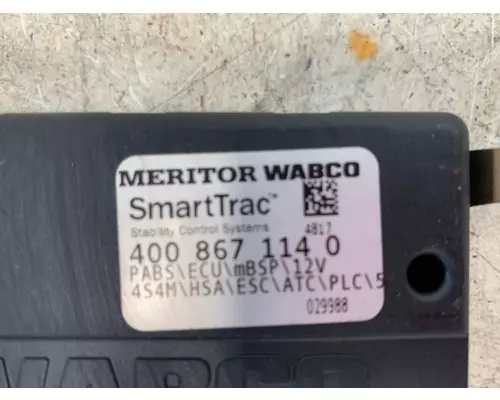 MERITOR WABCO
SmartTrac™
Stability Control Systems
4817
400 867 114 0
PABS\ECU\mBSP\12V
4S4M\HSA\ESC\ATC\PLC\5
029988
WABCO